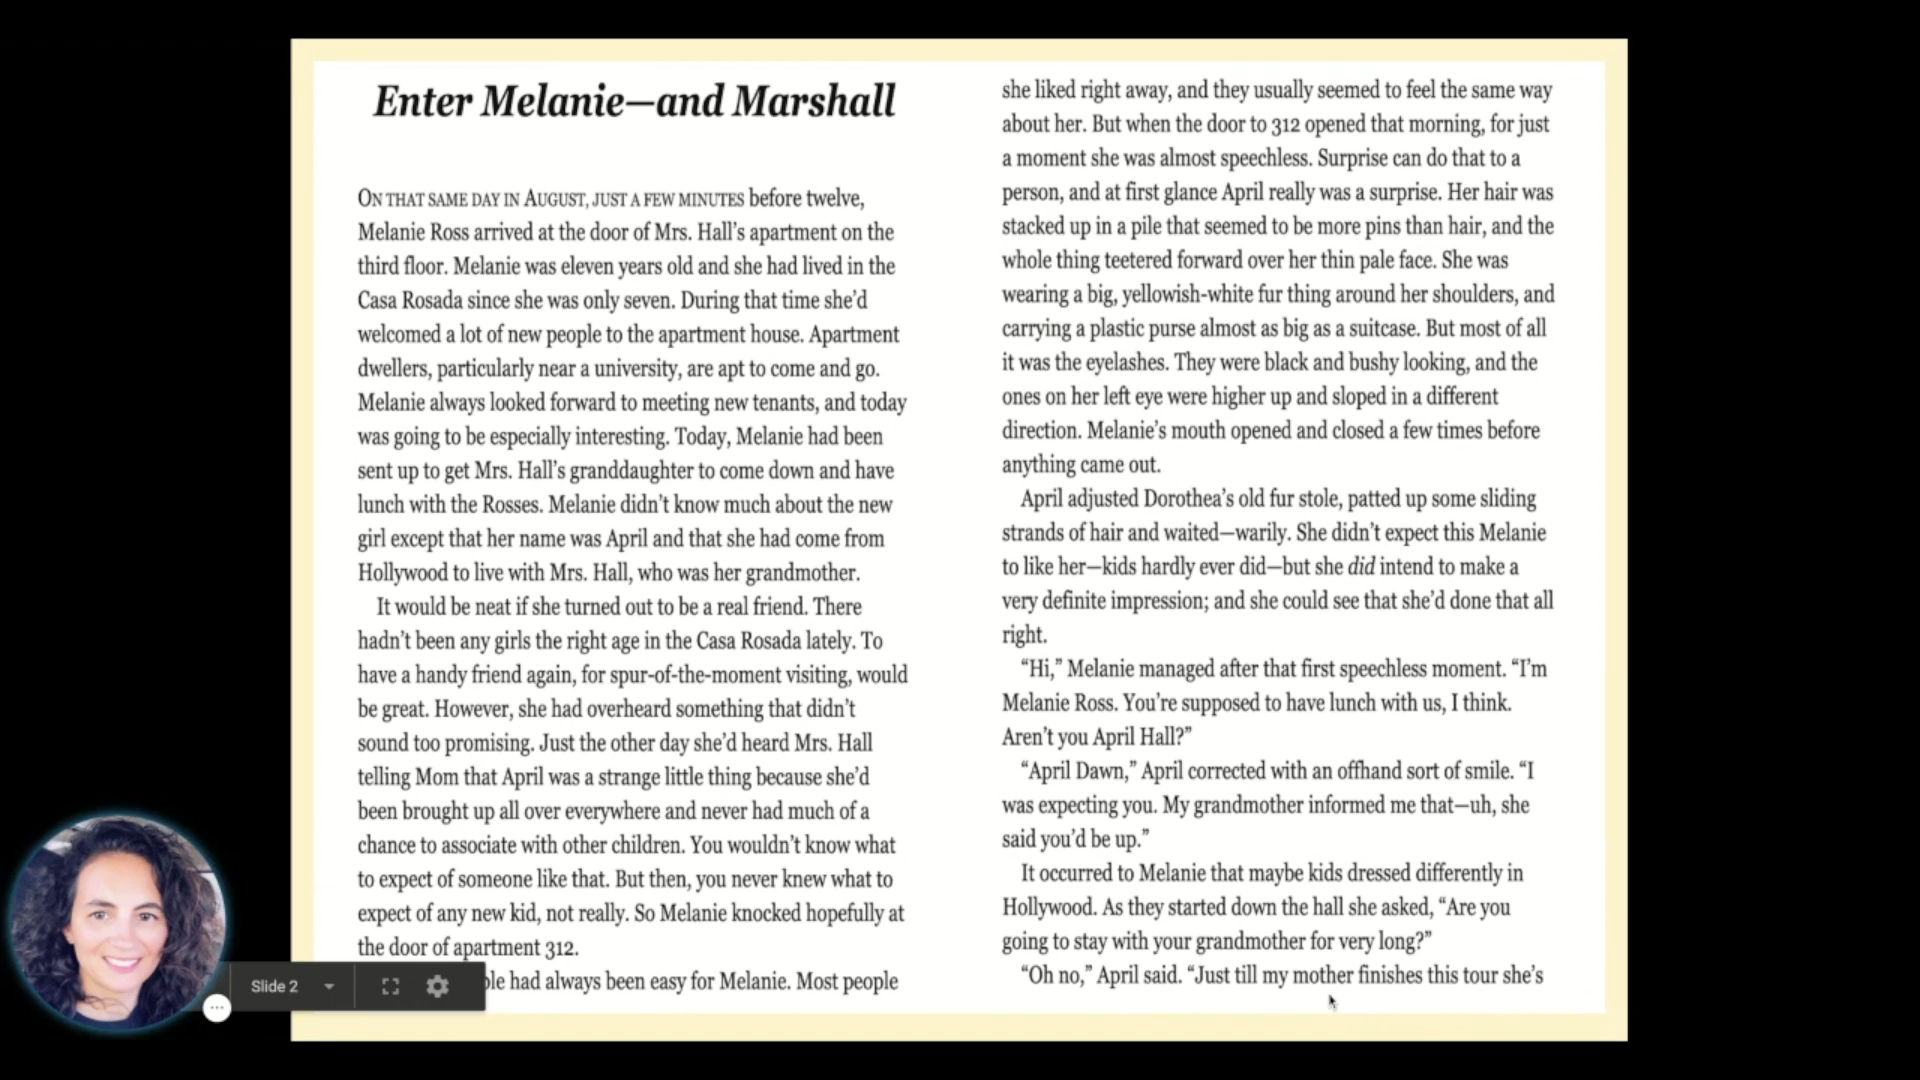 Enter Melanie—and Marshall
ON THAT SAME DAY IN AUGUST, JUST A FEW MINUTES before twelve,
Melanie Ross arrived at the door of Mrs. Hall’s apartment on the
third floor. Melanie was eleven years old and she had lived in the
Casa Rosada since she was only seven. During that time she’d
welcomed a lot of new people to the apartment house. Apartment
dwellers, particularly near a university, are apt to come and go.
Melanie always looked forward to meeting new tenants, and today
was going to be especially interesting. Today, Melanie had been
sent up to get Mrs. Hall’s granddaughter to come down and have
lunch with the Rosses. Melanie didn’t know much about the new
girl except that her name was April and that she had come from
Hollywood to live with Mrs. Hall, who was her grandmother.
It would be neat if she turned out to be a real friend. There
hadn’t been any girls the right age in the Casa Rosada lately. To
have a handy friend again, for spur-of-the-moment visiting, would
be great. However, she had overheard something that didn’t
sound too promising. Just the other day she’d heard Mrs. Hall
telling Mom that April was a strange little thing because she’d
been brought up all over everywhere and never had much of a
chance to associate with other children. You wouldn’t know what
to expect of someone like that. But then, you never knew what to
expect of any new kid, not really. So Melanie knocked hopefully at
the door of apartment 312.
had always been easy for Melanie. Most people
she liked right away, and they usually seemed to feel the same way
about her. But when the door to 312 opened that morning, for just
a moment she was almost speechless. Surprise can do that to a
person, and at first glance April really was a surprise. Her hair was
stacked up in a pile that seemed to be more pins than hair, and the
whole thing teetered forward over her thin pale face. She was
wearing a big, yellowish-white fur thing around her shoulders, and
carrying a plastic purse almost as big as a suitcase. But most of all
it was the eyelashes. They were black and bushy looking, and the
ones on her left eye were higher up and sloped in a different
direction. Melanie’s mouth opened and closed a few times before
anything came out.
April adjusted Dorothea’s old fur stole, patted up some sliding
strands of hair and waited—warily. She didn’t expect this Melanie
to like her—kids hardly ever did—but she did intend to make a
very definite impression; and she could see that she’d done that all
right.
“Hi,” Melanie managed after that first speechless moment. “I’m
Melanie Ross. You’re supposed to have lunch with us, I think.
Aren’t you April Hall?”
“April Dawn,” April corrected with an offhand sort of smile. “I
was expecting you. My grandmother informed me that—uh, she
said you’d be up.”
It occurred to Melanie that maybe kids dressed differently in
Hollywood. As they started down the hall she asked, “Are you
going to stay with your grandmother for very long?”
“Oh no,” April said. “Just till my mother finishes this tour she’s
Slide 2